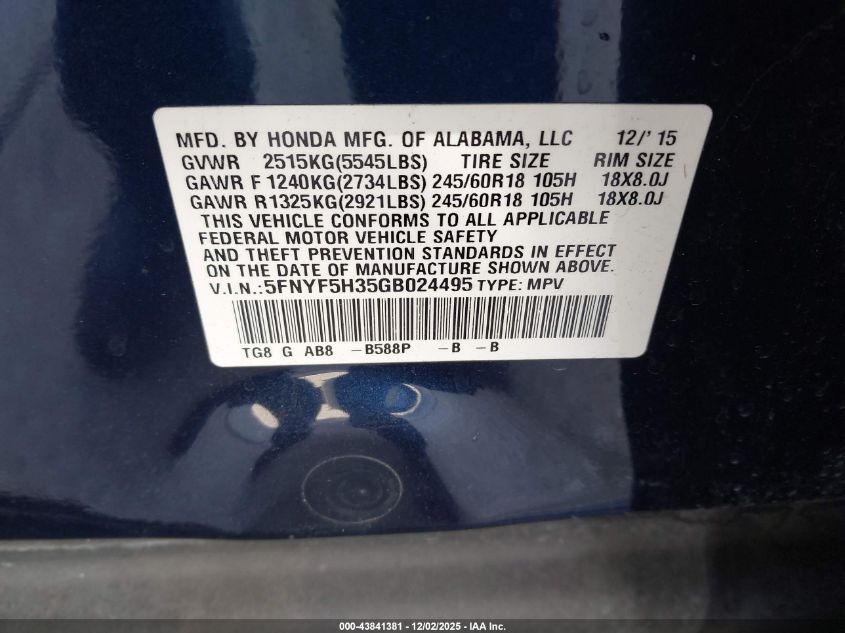 MFD. BY HONDA MFG. OF ALABAMA, LLC 12/' 15
GVWR 2515KG(5545LBS) TIRE SIZE RIM SIZE
GAWR F 1240KG(2734LBS) 245/60R18 105H 18X8.0J
GAWR R1325KG(2921LBS) 245/60R18 105H 18X8.0J
THIS VEHICLE CONFORMS TO ALL APPLICABLE
FEDERAL MOTOR VEHICLE SAFETY
AND THEFT PREVENTION STANDARDS IN EFFECT
ON THE DATE OF MANUFACTURE SHOWN ABOVE.
V.I.N.:5FNYF5H35GB024495 TYPE: MPV
TG8 G AB8 -B588P -B -B
000-43841381 - 12/02/2025 - IAA Inc.